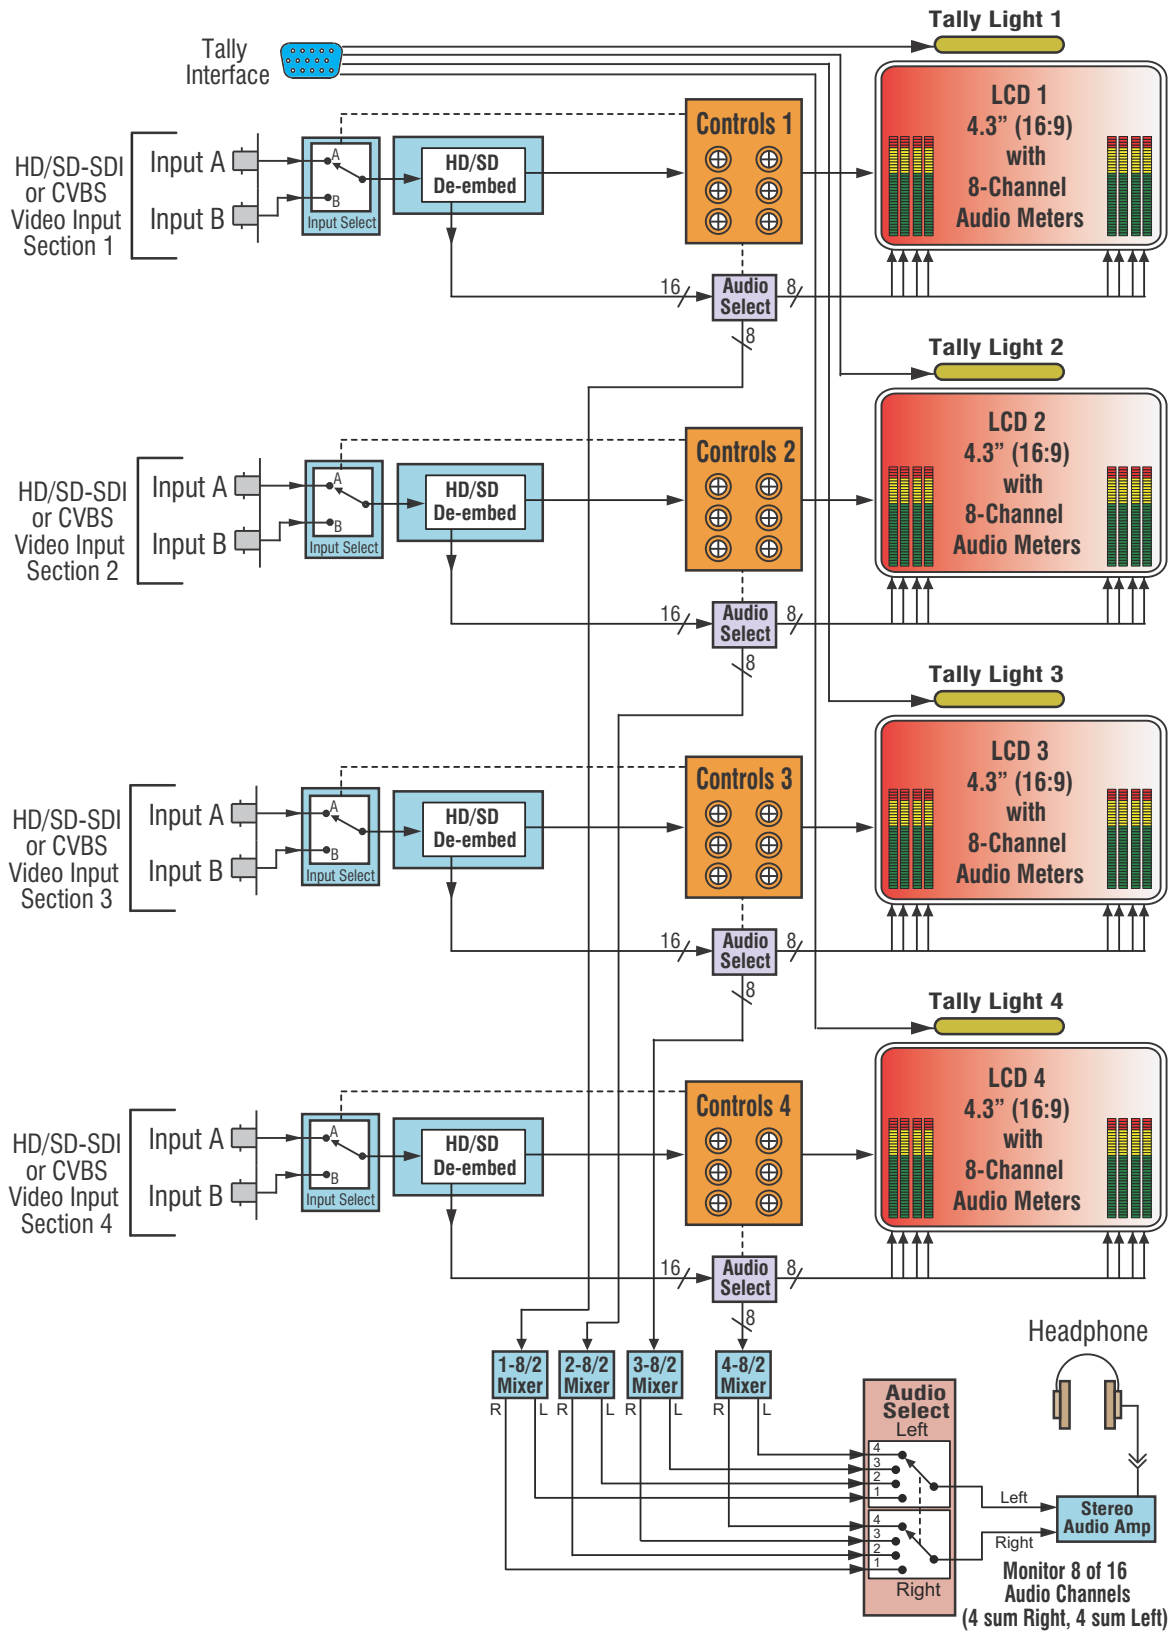 Tally Light 1
Tally
Interface
LCD 1
4.3” (16:9)
with
8-Channel
Audio Meters
Controls 1
HD/SD-SDI
or CVBS
Video Input
Section 1
Input A
Input B
A
B
Input Select
HD/SD
De-embed
16
Audio
Select
8
8
Tally Light 2
LCD 2
4.3” (16:9)
with
8-Channel
Audio Meters
Controls 2
HD/SD-SDI
or CVBS
Video Input
Section 2
Input A
Input B
A
B
Input Select
HD/SD
De-embed
16
Audio
Select
8
8
Tally Light 3
LCD 3
4.3” (16:9)
with
8-Channel
Audio Meters
Controls 3
HD/SD-SDI
or CVBS
Video Input
Section 3
Input A
Input B
A
B
Input Select
HD/SD
De-embed
16
Audio
Select
8
8
Tally Light 4
LCD 4
4.3” (16:9)
with
8-Channel
Audio Meters
Controls 4
HD/SD-SDI
or CVBS
Video Input
Section 4
Input A
Input B
A
B
Input Select
HD/SD
De-embed
16
Audio
Select
8
8
1-8/2
Mixer
2-8/2
Mixer
3-8/2
Mixer
4-8/2
Mixer
R L R L R L R L
Headphone
Audio
Select
Left
4
3
2
1
4
3
2
1
Right
Left
Right
Stereo
Audio Amp
Monitor 8 of 16
Audio Channels
(4 sum Right, 4 sum Left)